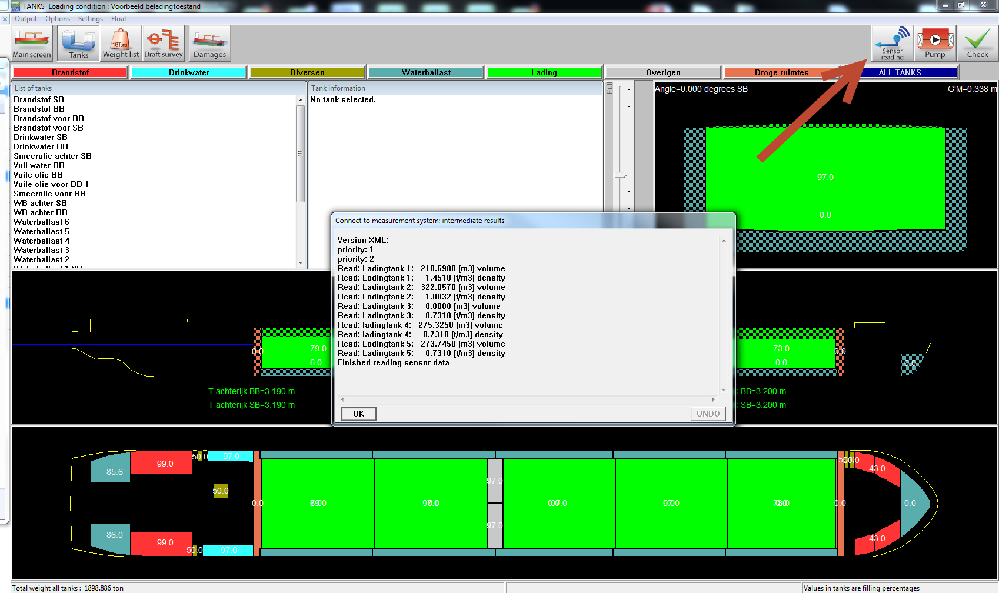 TANKS Loading condition : Voorbeeld beladingtoestand
Output Options Settings Float
Main screen
Tanks
16Tons
Weight list
Draft survey
Damages
Sensor reading
Pump
Check
Brandstof Drinkwater Diversen Waterballast Lading Overigen Droge ruimtes ALL TANKS
List of tanks
Brandstof SB
Brandstof BB
Brandstof voor BB
Brandstof voor SB
Drinkwater SB
Drinkwater BB
Smeerolie achter SB
Vuil water BB
Vuile olie BB
Vuile olie voor BB 1
Smeerolie voor BB
WB achter SB
WB achter BB
Waterballast 6
Waterballast 5
Waterballast 4
Waterballast 3
Waterballast 2
Tank information
No tank selected.
Full
Angle=0.000 degrees SB
G'M=0.338 m
97.0
0.0
Connect to measurement system: intermediate results
Version XML:
priority: 1
priority: 2
Read: Ladingtank 1: 210.6900 [m3] volume
Read: Ladingtank 1: 1.4510 [t/m3] density
Read: Ladingtank 2: 322.0570 [m3] volume
Read: Ladingtank 2: 1.0032 [t/m3] density
Read: Ladingtank 3: 0.0000 [m3] volume
Read: Ladingtank 3: 0.7310 [t/m3] density
Read: ladingtank 4: 275.3250 [m3] volume
Read: ladingtank 4: 0.7310 [t/m3] density
Read: Ladingtank 5: 273.7450 [m3] volume
Read: Ladingtank 5: 0.7310 [t/m3] density
Finished reading sensor data
OK
UNDO
0.0
79.0
6.0
73.0
0.0
0.0
0.0
T achterijk BB=3.190 m
T achterijk SB=3.190 m
BB=3.200 m
SB=3.200 m
85.6
99.0
50.0
97.0
50.0
86.0
99.0
50.0
97.0
0.0
97.0
97.0
0.0
43.0
43.0
0.0
Total weight all tanks : 1898.886 ton
Values in tanks are filling percentages